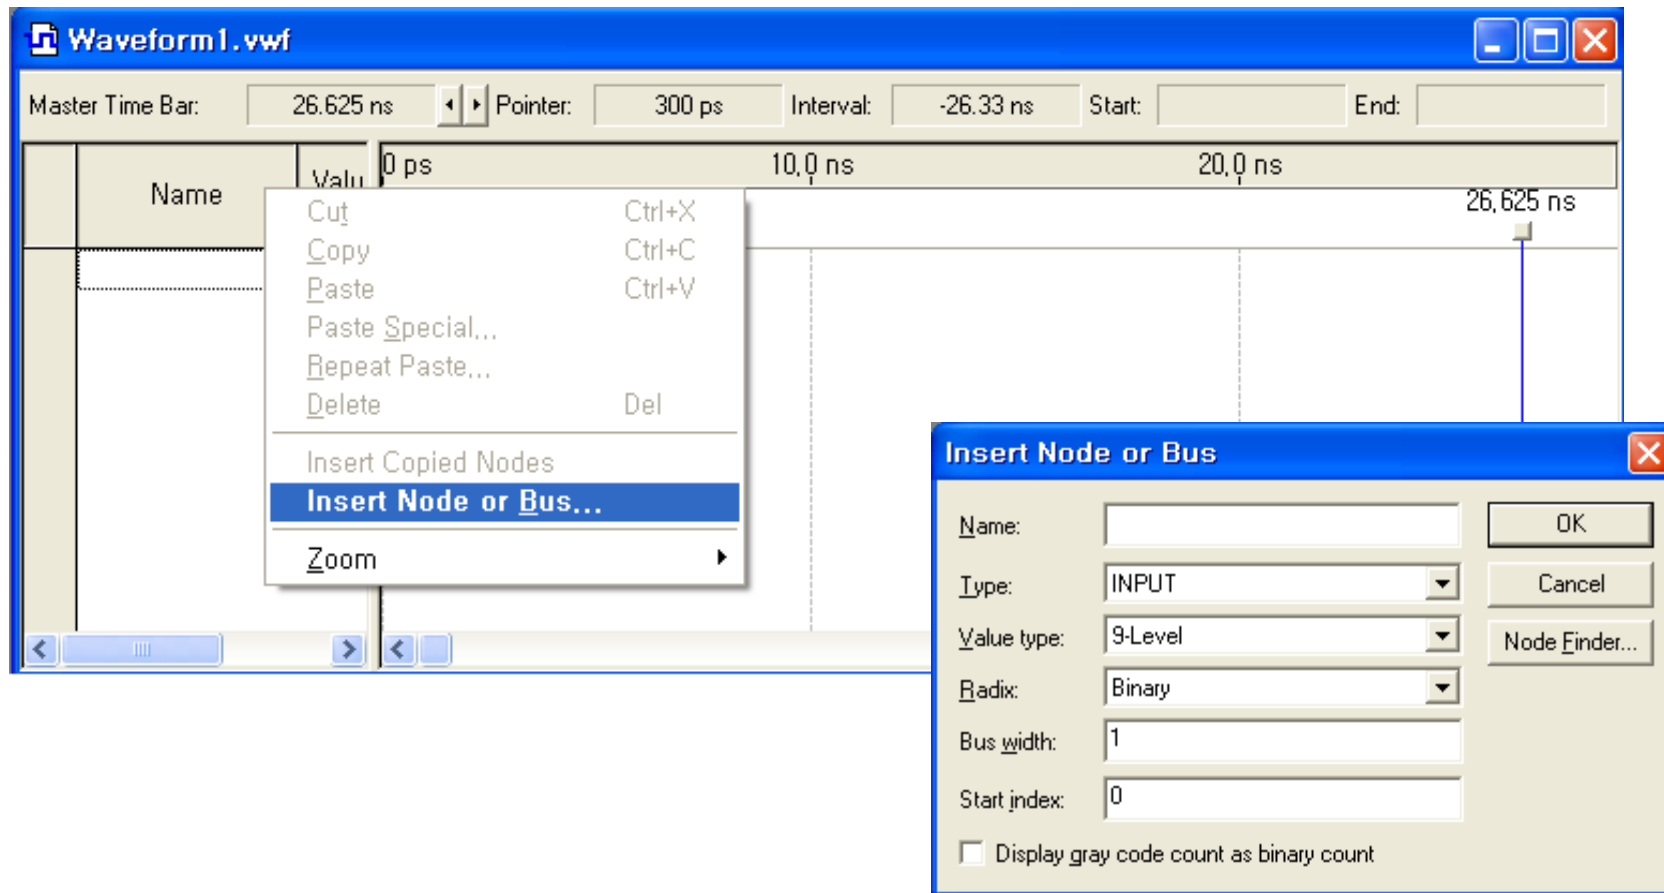 Waveform1.vwf
Master Time Bar: 26.625 ns Pointer: 300 ps Interval: -26.33 ns Start: End:
Name Valu 0 ps 10,0 ns 20,0 ns
26,625 ns
Cut Ctrl+X
Copy Ctrl+C
Paste Ctrl+V
Paste Special,,,
Repeat Paste,,,
Delete Del
Insert Copied Nodes
Insert Node or Bus...
Zoom
Insert Node or Bus
Name: OK
Type: INPUT Cancel
Value type: 9-Level Node Finder...
Radix: Binary
Bus width: 1
Start index: 0
Display gray code count as binary count